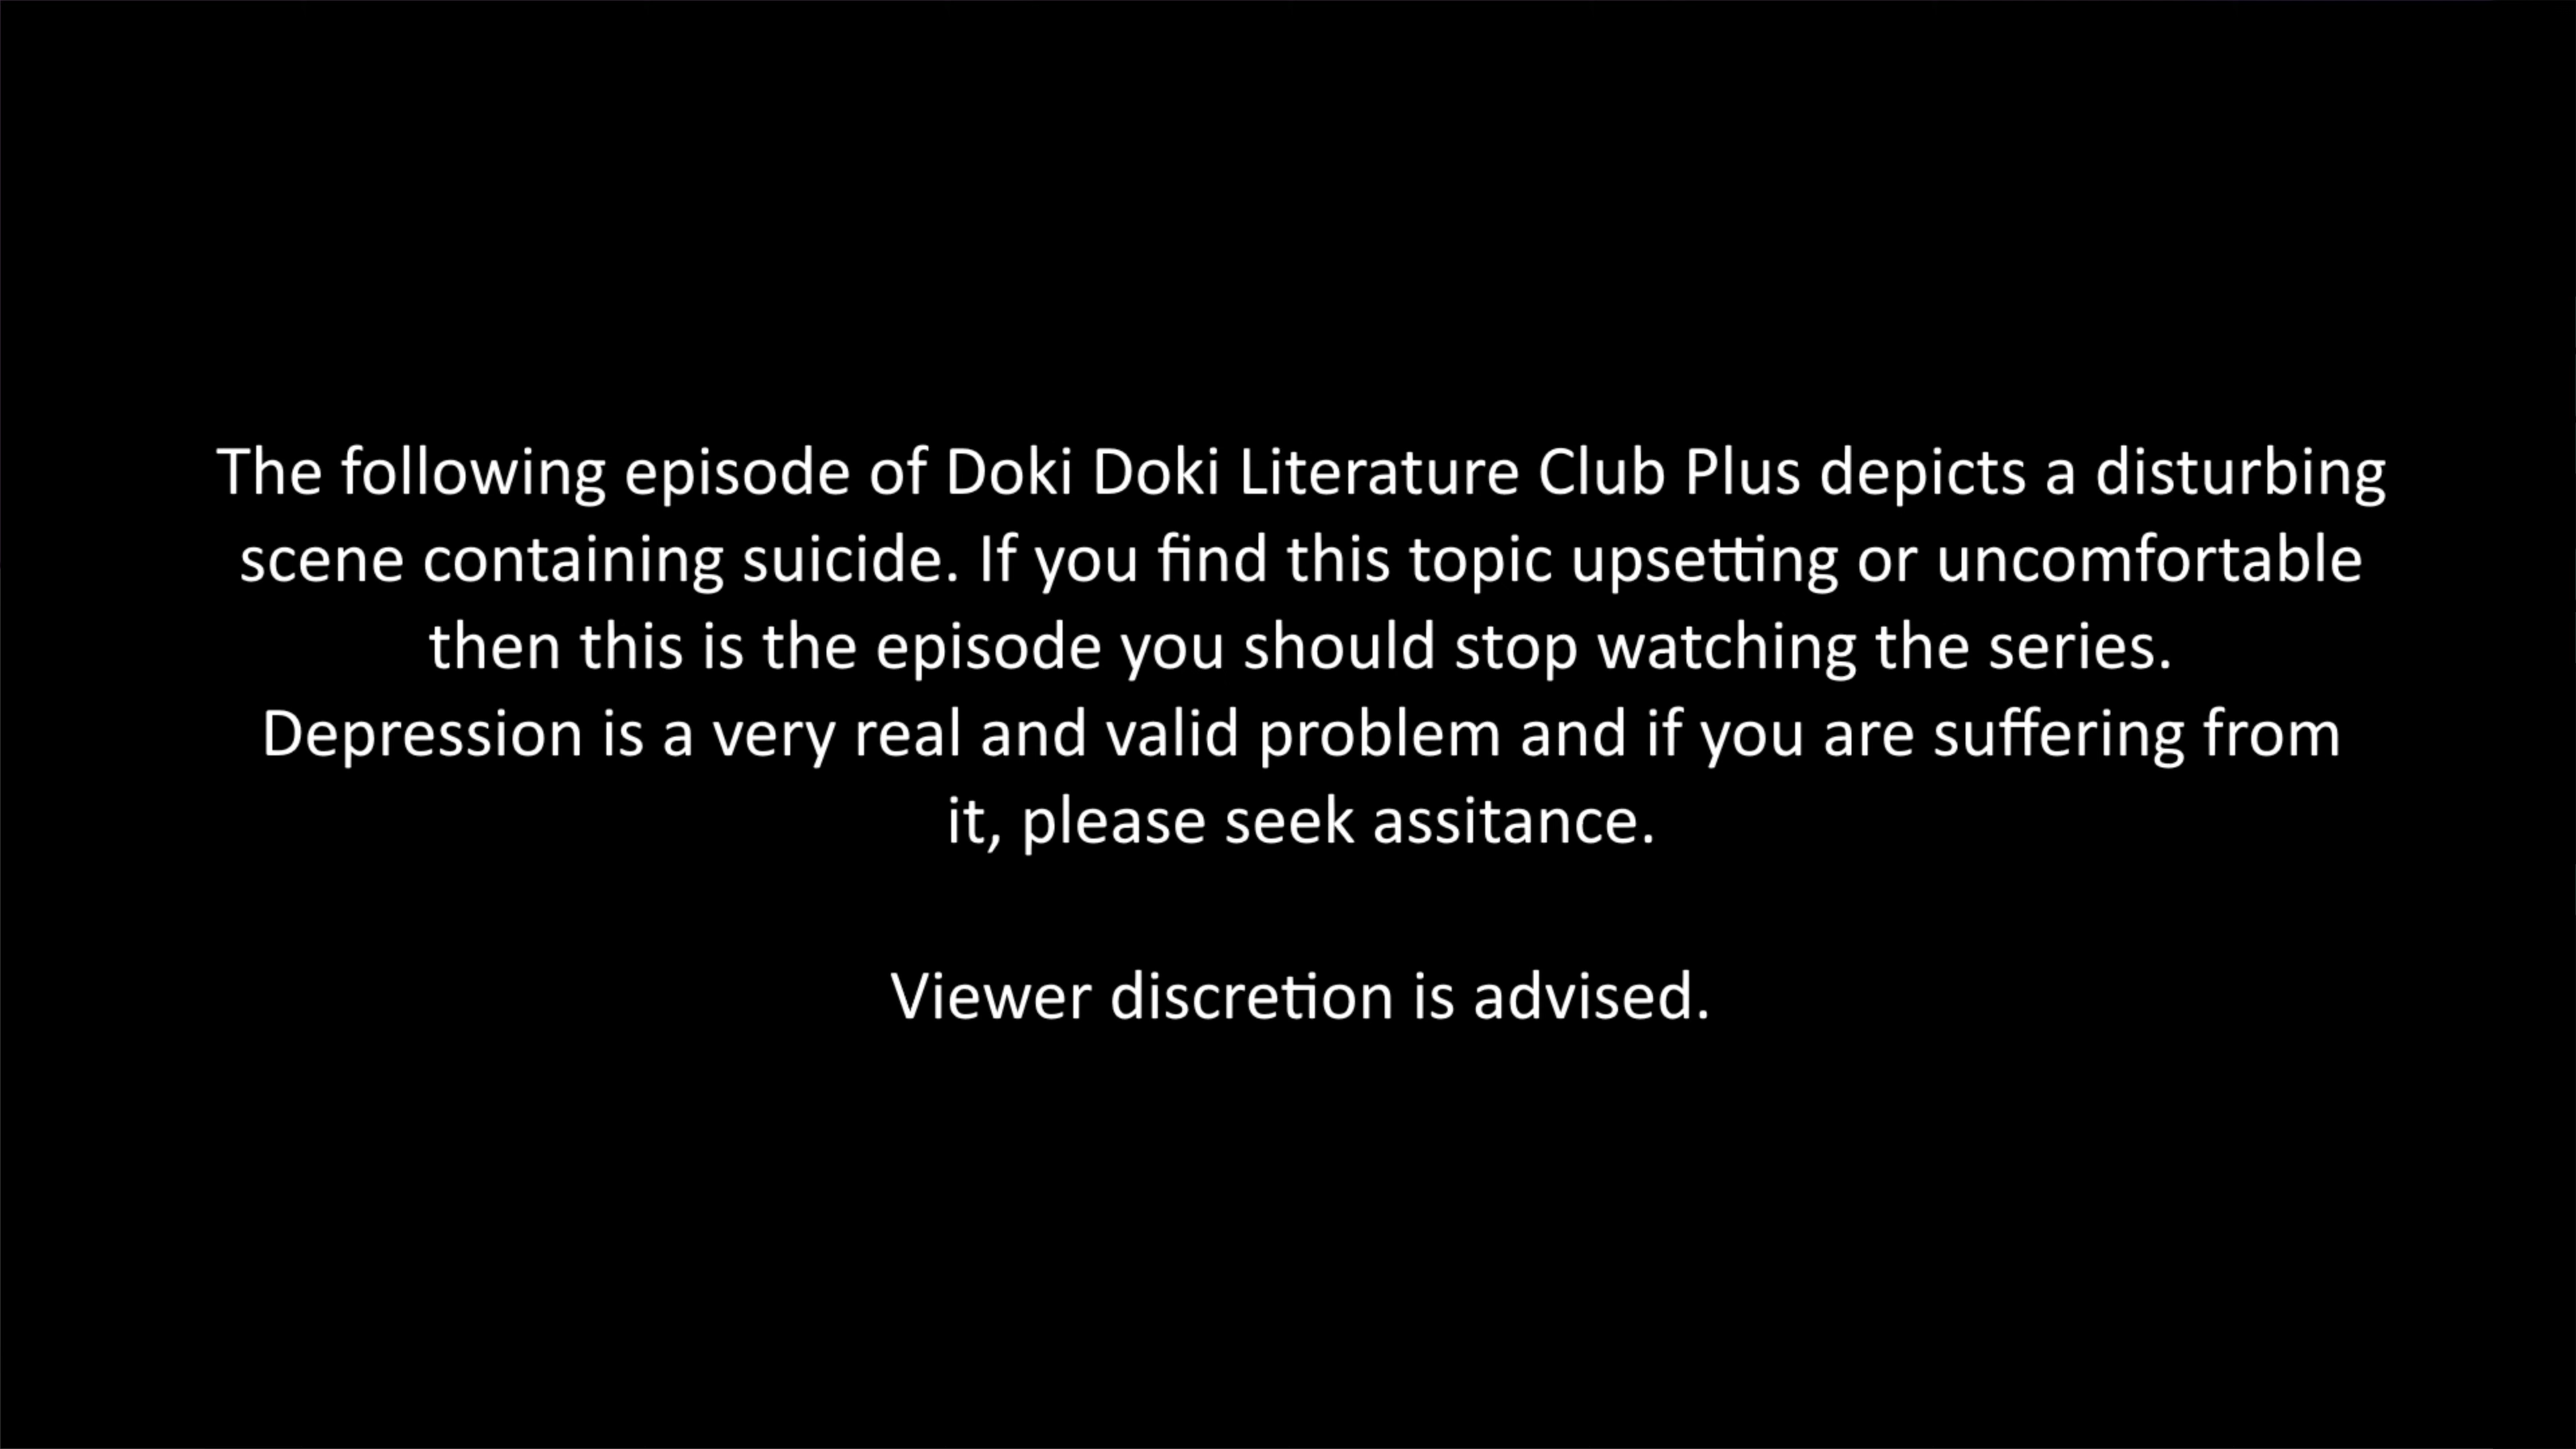 The following episode of Doki Doki Literature Club Plus depicts a disturbing
scene containing suicide. If you find this topic upsetting or uncomfortable
then this is the episode you should stop watching the series.
Depression is a very real and valid problem and if you are suffering from
it, please seek assitance.
Viewer discretion is advised.